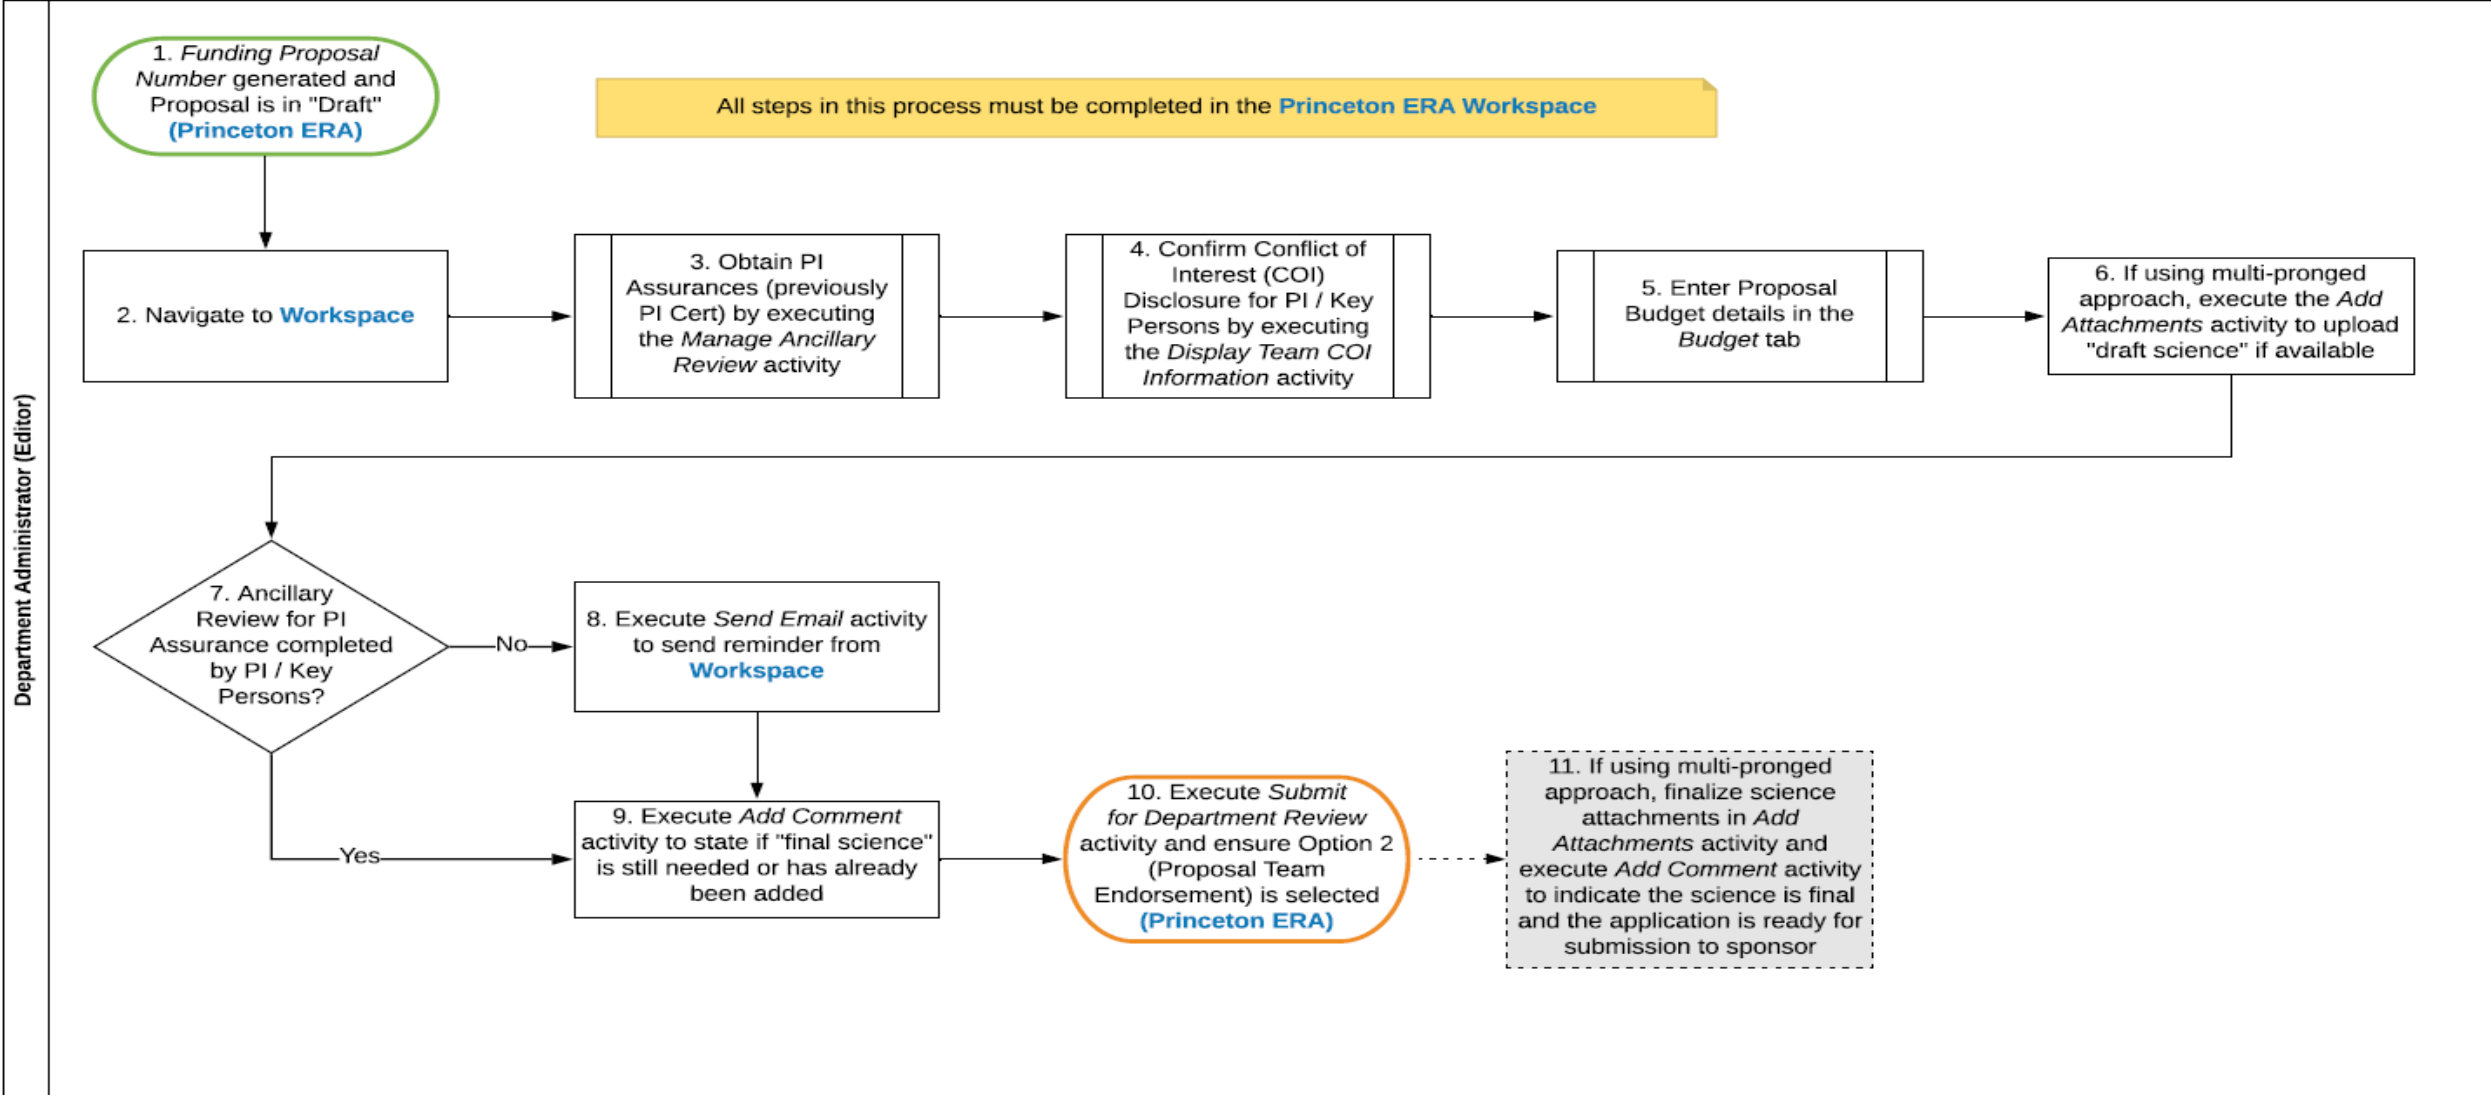 Department Administrator (Editor)
1. Funding Proposal
Number generated and
Proposal is in "Draft"
(Princeton ERA)
All steps in this process must be completed in the Princeton ERA Workspace
2. Navigate to Workspace
3. Obtain PI
Assurances (previously
PI Cert) by executing
the Manage Ancillary
Review activity
4. Confirm Conflict of
Interest (COI)
Disclosure for PI / Key
Persons by executing
the Display Team COI
Information activity
5. Enter Proposal
Budget details in the
Budget tab
6. If using multi-pronged
approach, execute the Add
Attachments activity to upload
"draft science" if available
7. Ancillary
Review for PI
Assurance completed
by PI / Key
Persons?
No
8. Execute Send Email activity
to send reminder from
Workspace
Yes
9. Execute Add Comment
activity to state if "final science"
is still needed or has already
been added
10. Execute Submit
for Department Review
activity and ensure Option 2
(Proposal Team
Endorsement) is selected
(Princeton ERA)
11. If using multi-pronged
approach, finalize science
attachments in Add
Attachments activity and
execute Add Comment activity
to indicate the science is final
and the application is ready for
submission to sponsor